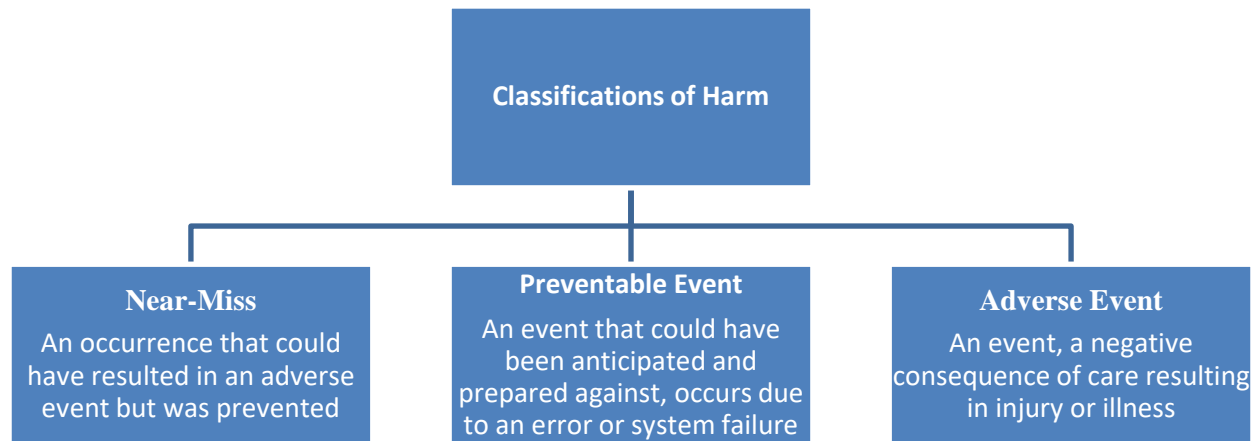 Classifications of Harm
Near-Miss
An occurrence that could
have resulted in an adverse
event but was prevented
Preventable Event
An event that could have
been anticipated and
prepared against, occurs due
to an error or system failure
Adverse Event
An event, a negative
consequence of care resulting
in injury or illness